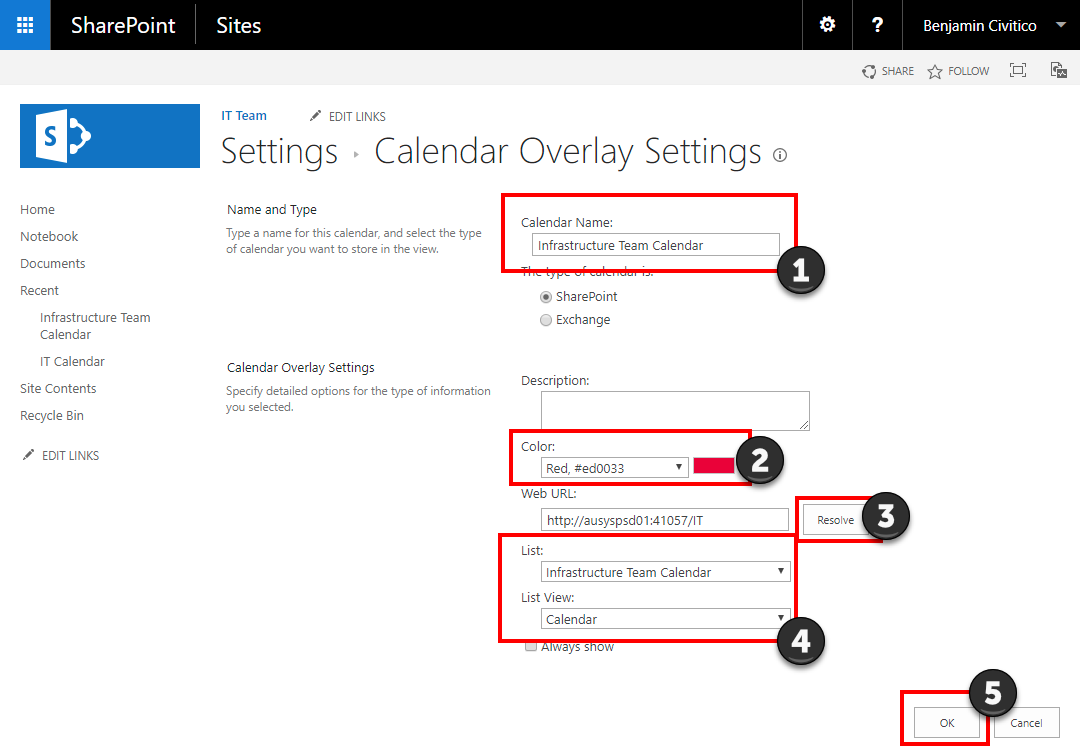 SharePoint Sites ? Benjamin Civitico
SHARE FOLLOW
S
IT Team EDIT LINKS
Settings Calendar Overlay Settings
Home
Notebook
Documents
Recent
Infrastructure Team
Calendar
IT Calendar
Site Contents
Recycle Bin
EDIT LINKS
Name and Type
Type a name for this calendar, and select the type
of calendar you want to store in the view.
Calendar Name:
Infrastructure Team Calendar
1
The type of calendar is:
SharePoint
Exchange
Calendar Overlay Settings
Specify detailed options for the type of information
you selected.
Description:
Color:
Red, #ed0033
2
Web URL:
http://ausyspsd01:41057/IT
Resolve
3
List:
Infrastructure Team Calendar
List View:
Calendar
4
Always show
5
OK Cancel